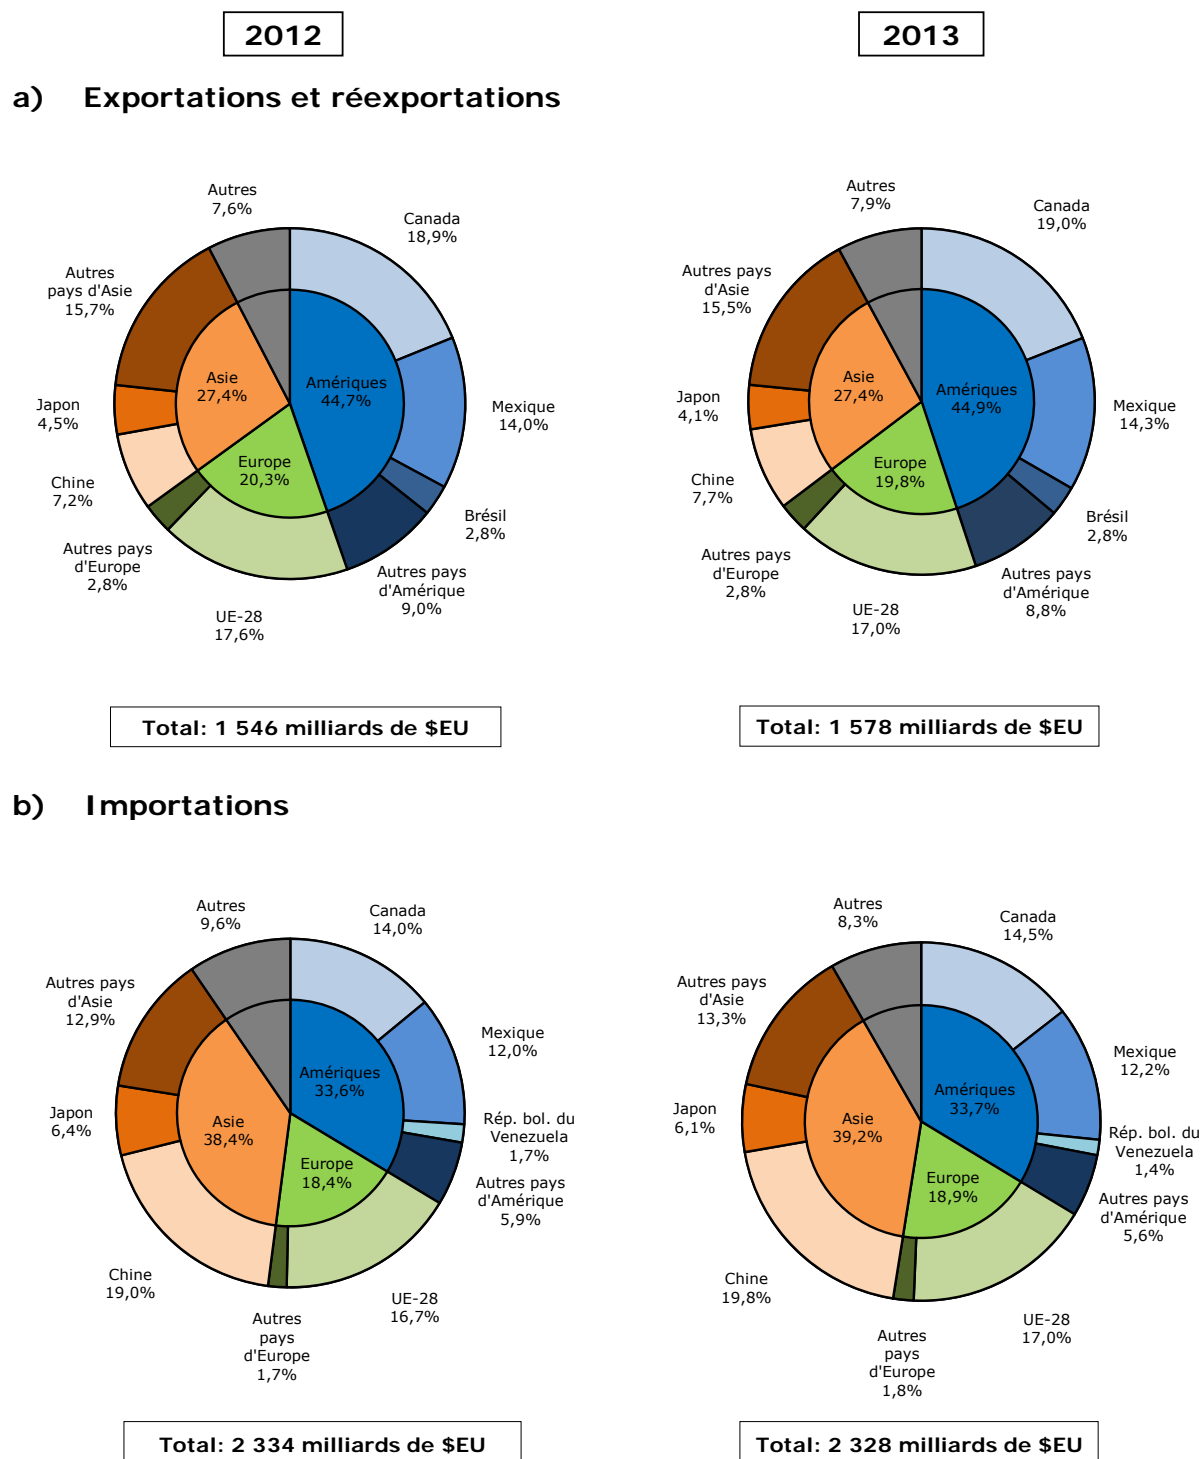 2012
2013
a) Exportations et réexportations
Autres
7,6%
Canada
18,9%
Autres
pays d'Asie
15,7%
Asie
27,4%
Amériques
44,7%
Japon
4,5%
Mexique
14,0%
Europe
20,3%
Chine
7,2%
Brésil
2,8%
Autres pays
d'Europe
2,8%
Autres pays
d'Amérique
9,0%
UE-28
17,6%
Total: 1 546 milliards de $EU
Autres
7,9%
Canada
19,0%
Autres pays
d'Asie
15,5%
Asie
27,4%
Amériques
44,9%
Japon
4,1%
Mexique
14,3%
Europe
19,8%
Chine
7,7%
Brésil
2,8%
Autres pays
d'Europe
2,8%
Autres pays
d'Amérique
8,8%
UE-28
17,0%
Total: 1 578 milliards de $EU
b) Importations
Autres
9,6%
Canada
14,0%
Autres pays
d'Asie
12,9%
Mexique
12,0%
Amériques
33,6%
Japon
6,4%
Asie
38,4%
Rép. bol. du
Venezuela
1,7%
Europe
18,4%
Autres pays
d'Amérique
5,9%
Chine
19,0%
UE-28
16,7%
Autres
pays
d'Europe
1,7%
Total: 2 334 milliards de $EU
Autres
8,3%
Canada
14,5%
Autres pays
d'Asie
13,3%
Mexique
12,2%
Amériques
33,7%
Japon
6,1%
Asie
39,2%
Rép. bol. du
Venezuela
1,4%
Europe
18,9%
Autres pays
d'Amérique
5,6%
Chine
19,8%
UE-28
17,0%
Autres
pays
d'Europe
1,8%
Total: 2 328 milliards de $EU